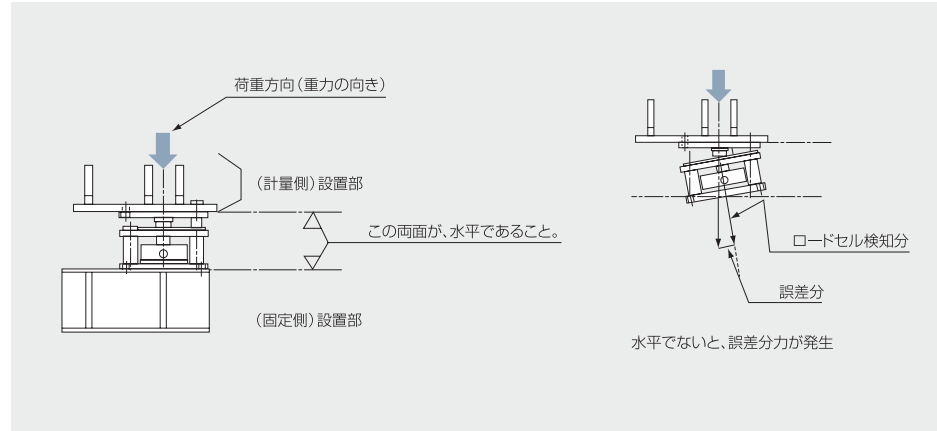 荷重方向(重力の向き)
(計量側)設置部
この両面が、水平であること。
(固定側)設置部
ロードセル検知分
誤差分
水平でないと、誤差分力が発生